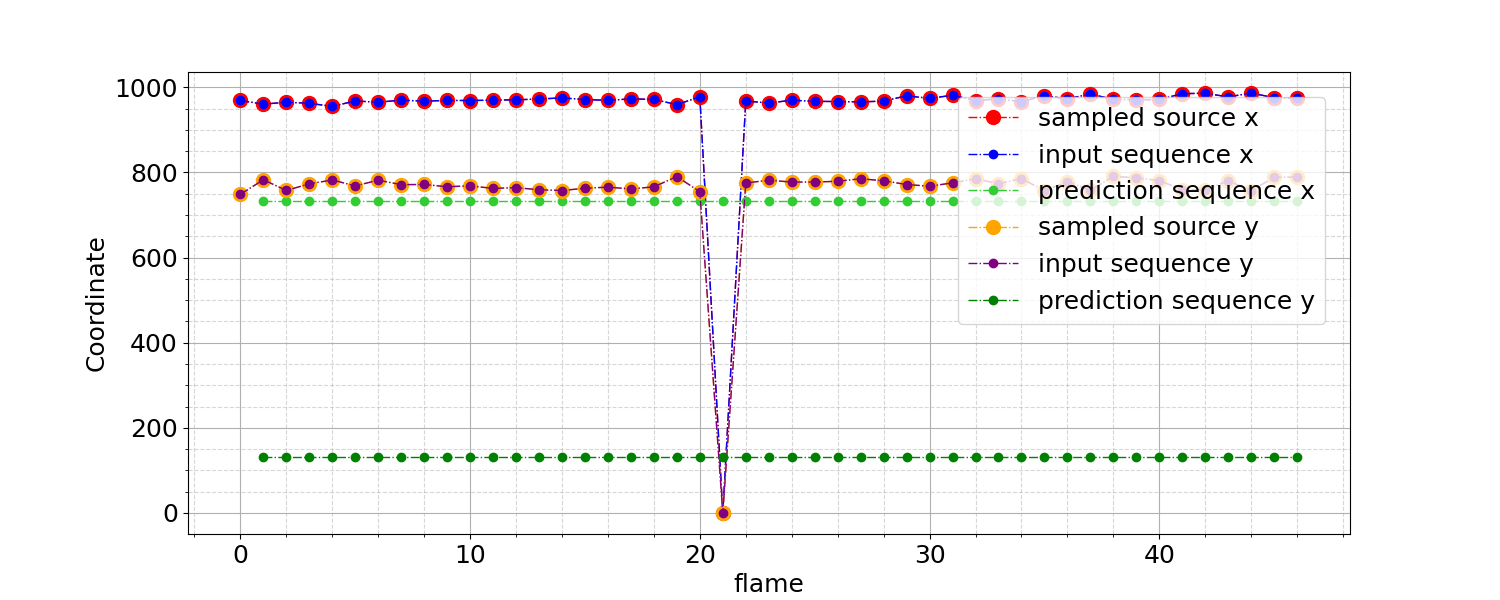 1000
800
600
400
200
0
Coordinate
0 10 20 30 40
flame
sampled source x
input sequence x
prediction sequence x
sampled source y
input sequence y
prediction sequence y